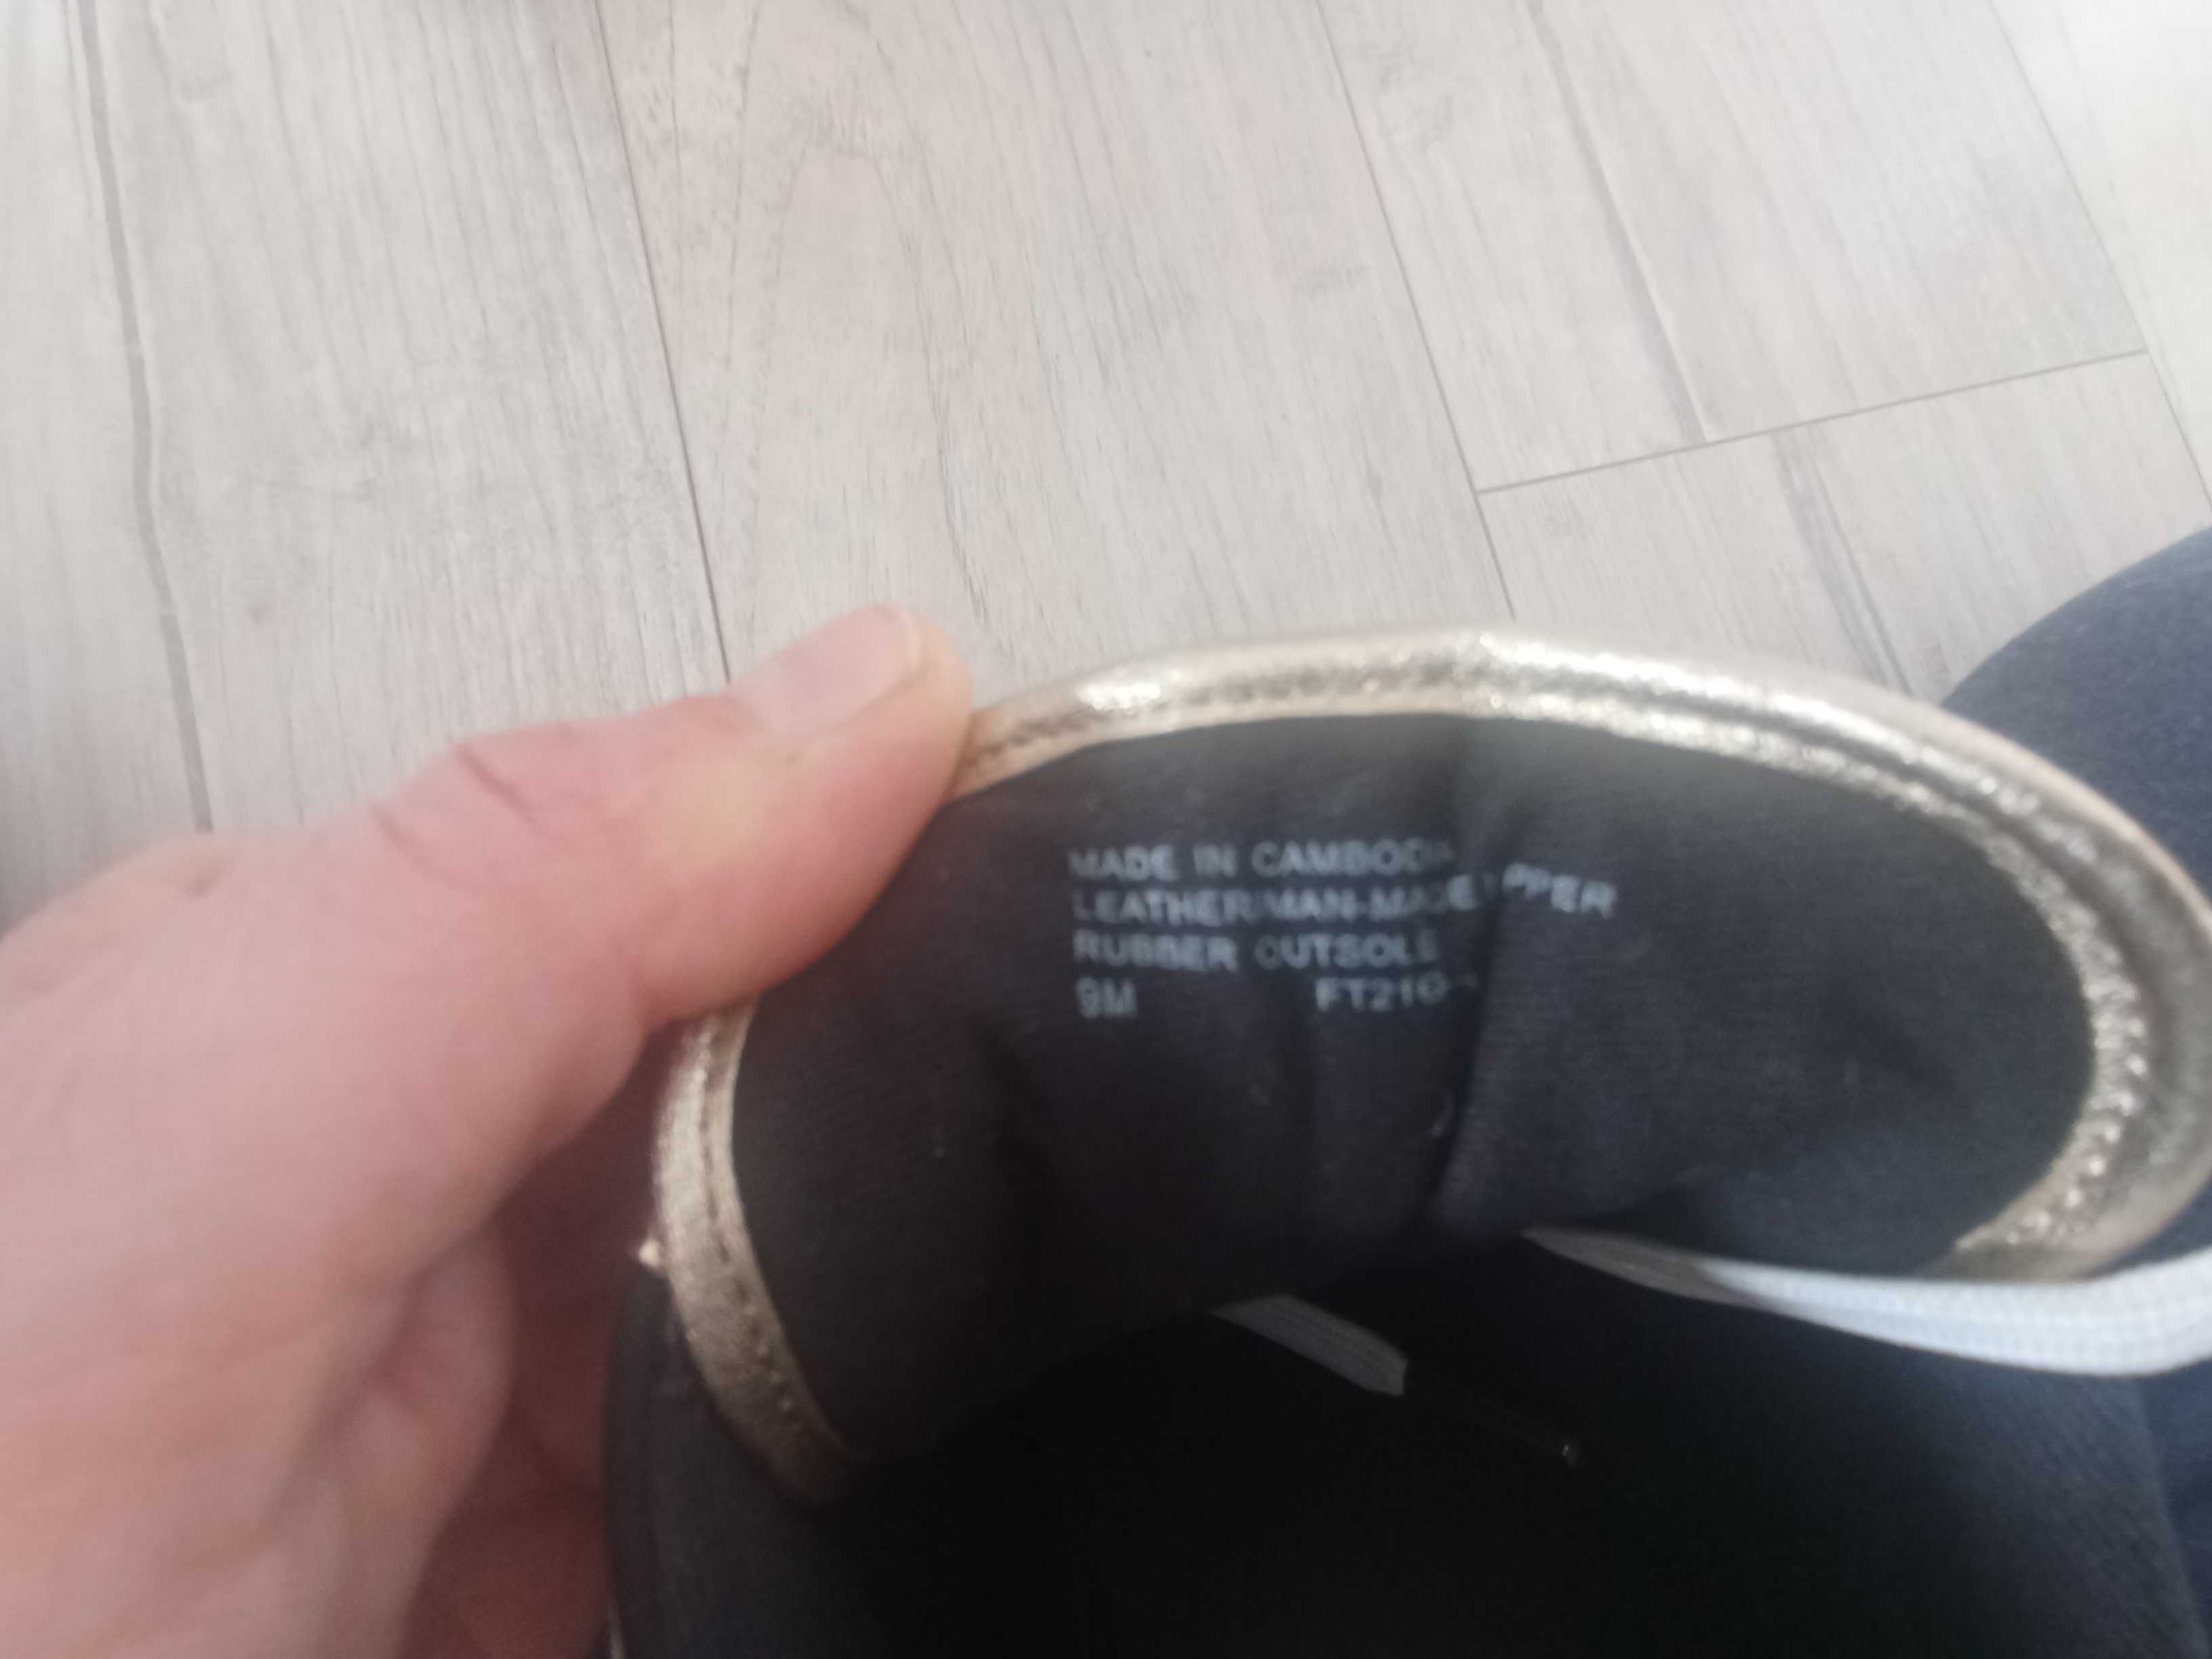 MADE IN CAMBODIA
LEATHER/MAN-MADE UPPER
RUBBER OUTSOLE
9M